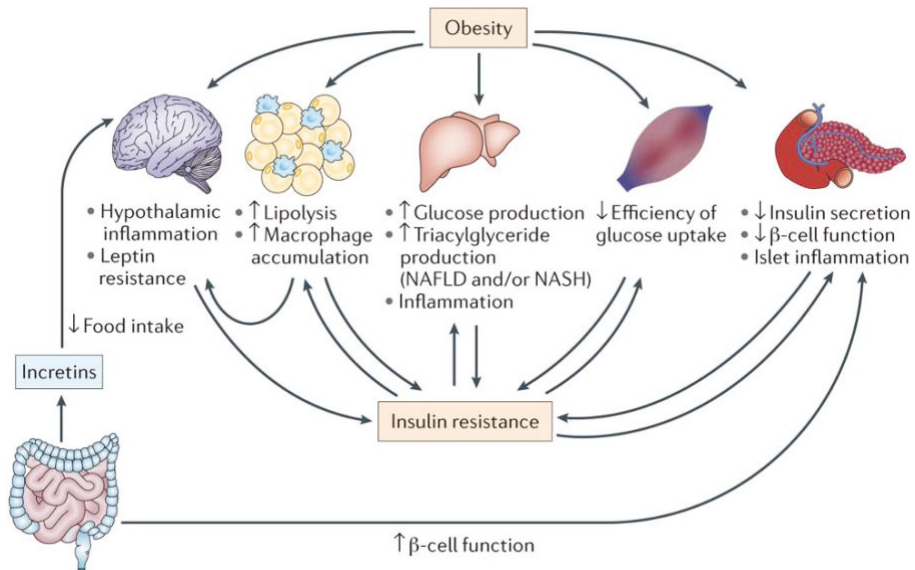 Obesity
• Hypothalamic
inflammation
• Leptin
resistance
• ↑Lipolysis
• ↑Macrophage
accumulation
• ↑Glucose production
• ↑Triacylglyceride
production
(NAFLD and/or NASH)
• Inflammation
↓Efficiency of
glucose uptake
• ↓Insulin secretion
• ↓β-cell function
• Islet inflammation
↓Food intake
Incretins
Insulin resistance
↑β-cell function